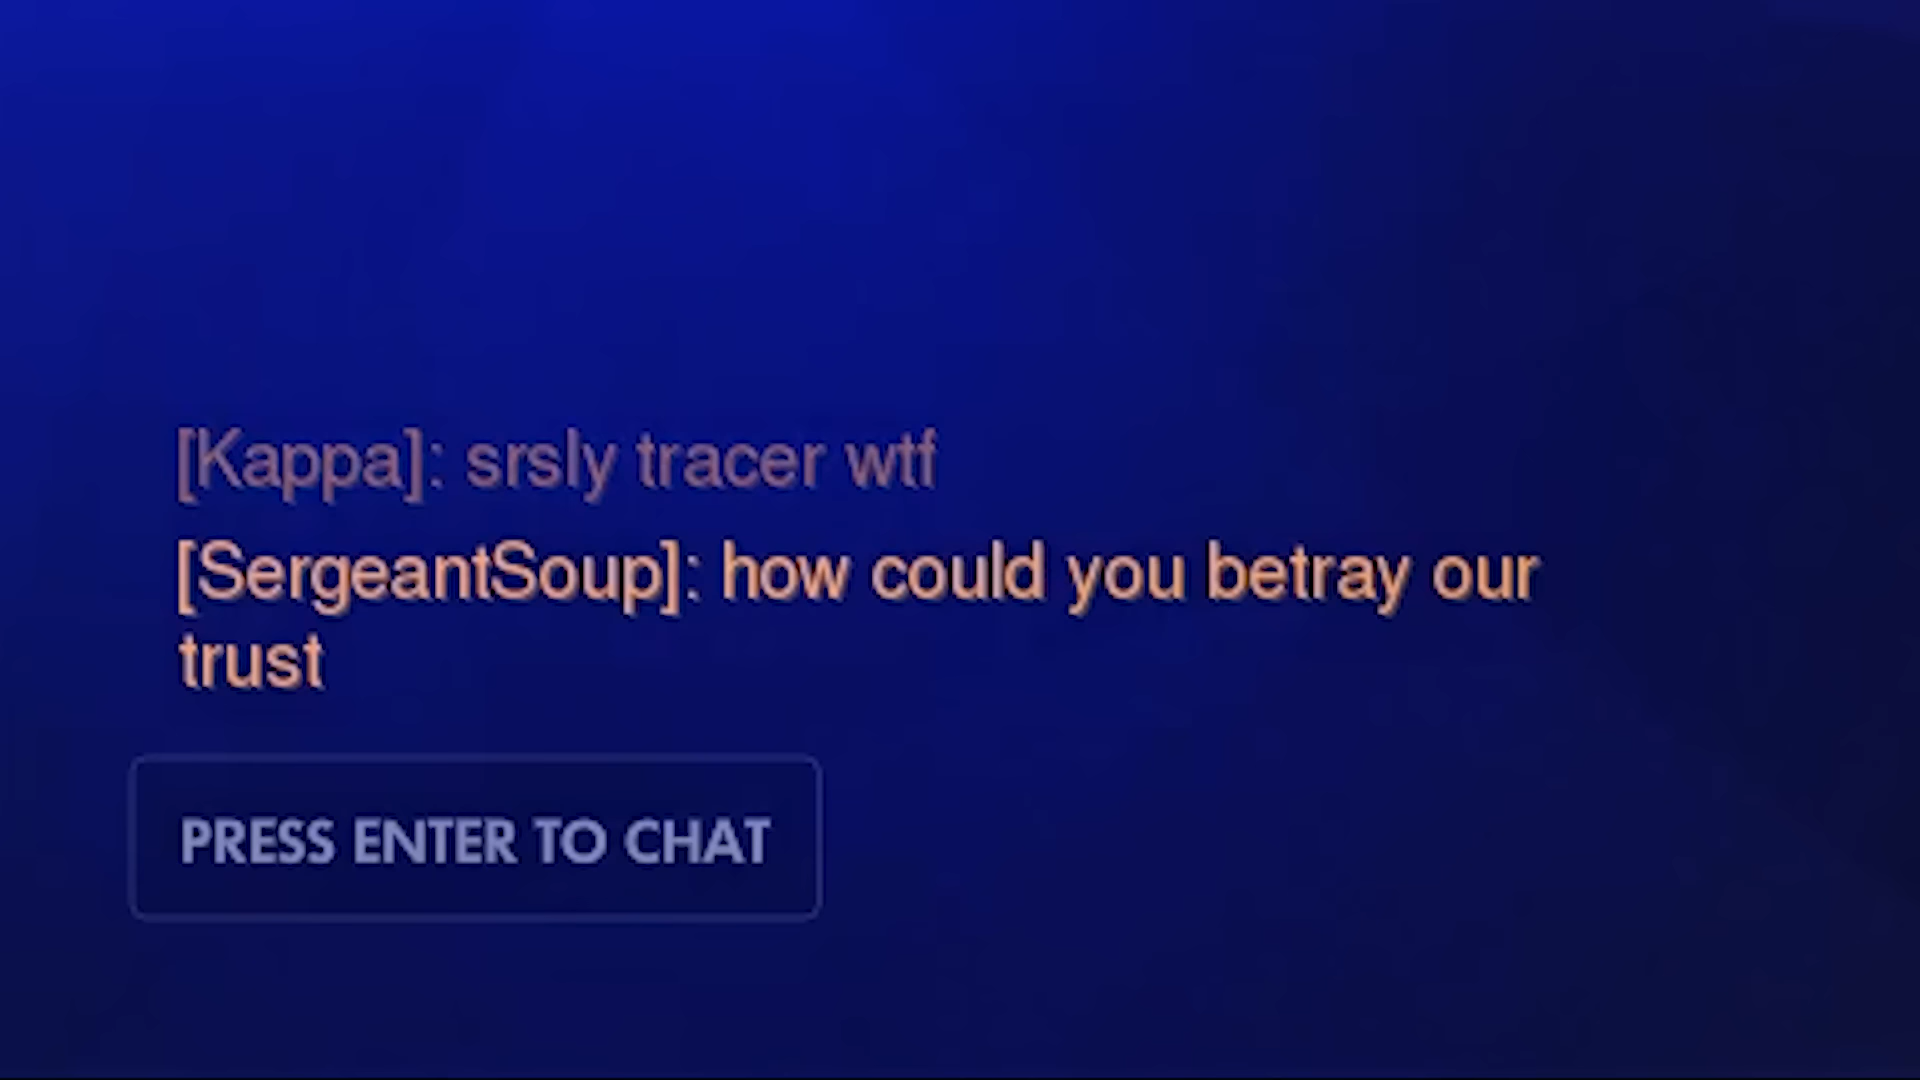 [Kappa]: srsly tracer wtf
[SergeantSoup]: how could you betray our
trust
PRESS ENTER TO CHAT